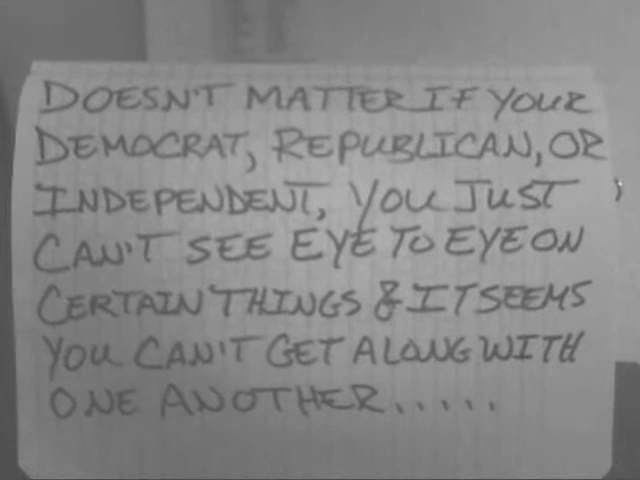 DOESN'T MATTER IF YOUR
DEMOCRAT, REPUBLICAN, OR
INDEPENDENT, YOU JUST
CAN'T SEE EYE TO EYE ON
CERTAIN THINGS & IT SEEMS
YOU CAN'T GET ALONG WITH
ONE ANOTHER.....